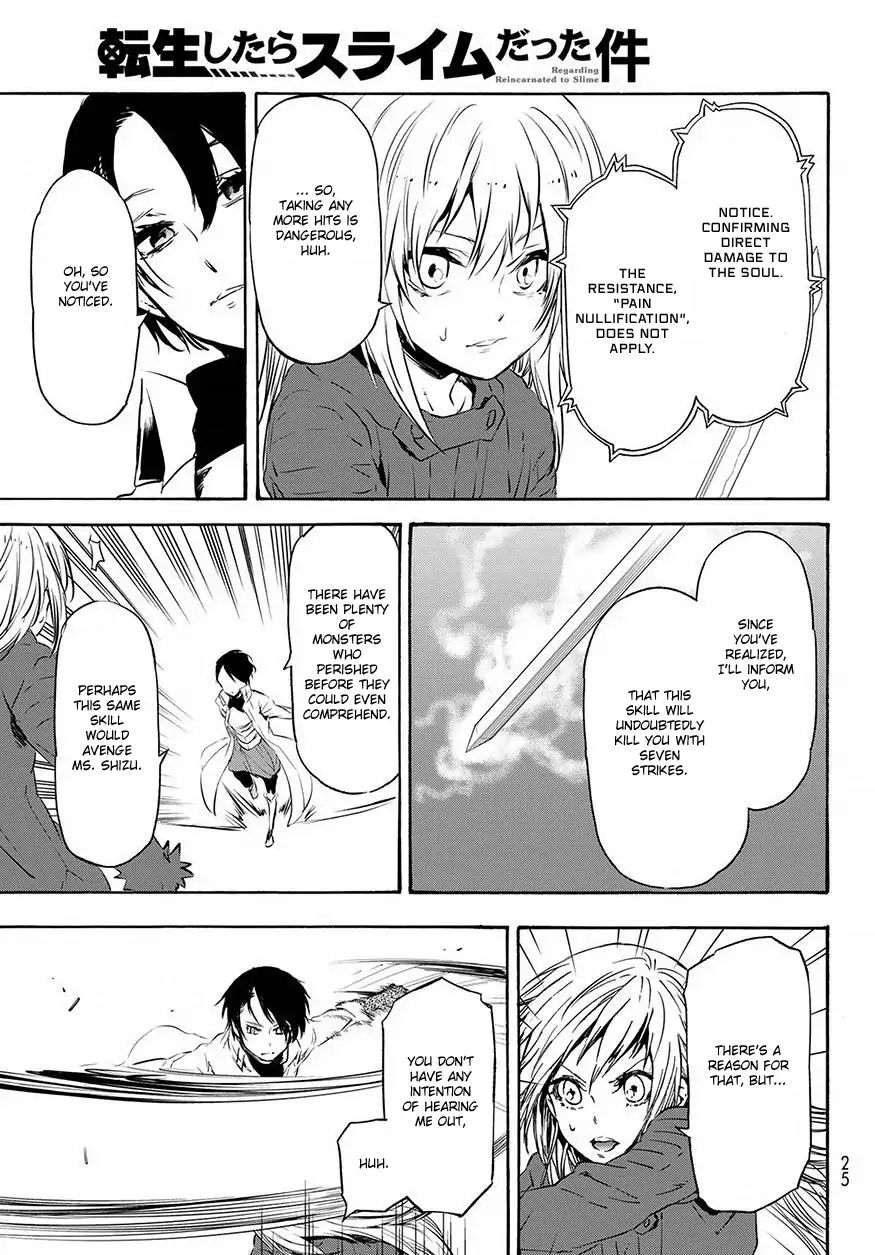 転生したらスライムだった件
Regarding
Reincarnated to Slime
NOTICE.
CONFIRMING
DIRECT
DAMAGE TO
THE SOUL.
THE
RESISTANCE,
"PAIN
NULLIFICATION",
DOES NOT
APPLY.
... SO,
TAKING ANY
MORE HITS IS
DANGEROUS,
HUH.
OH, SO
YOU'VE
NOTICED.
SINCE
YOU'VE
REALIZED,
I'LL INFORM
YOU,
THAT THIS
SKILL WILL
UNDOUBTEDLY
KILL YOU WITH
SEVEN
STRIKES.
THERE HAVE
BEEN PLENTY
OF
MONSTERS
WHO
PERISHED
BEFORE THEY
COULD EVEN
COMPREHEND.
PERHAPS
THIS SAME
SKILL
WOULD
AVENGE
MS. SHIZU.
THERE'S A
REASON FOR
THAT, BUT...
YOU DON'T
HAVE ANY
INTENTION
OF HEARING
ME OUT,
HUH.
25